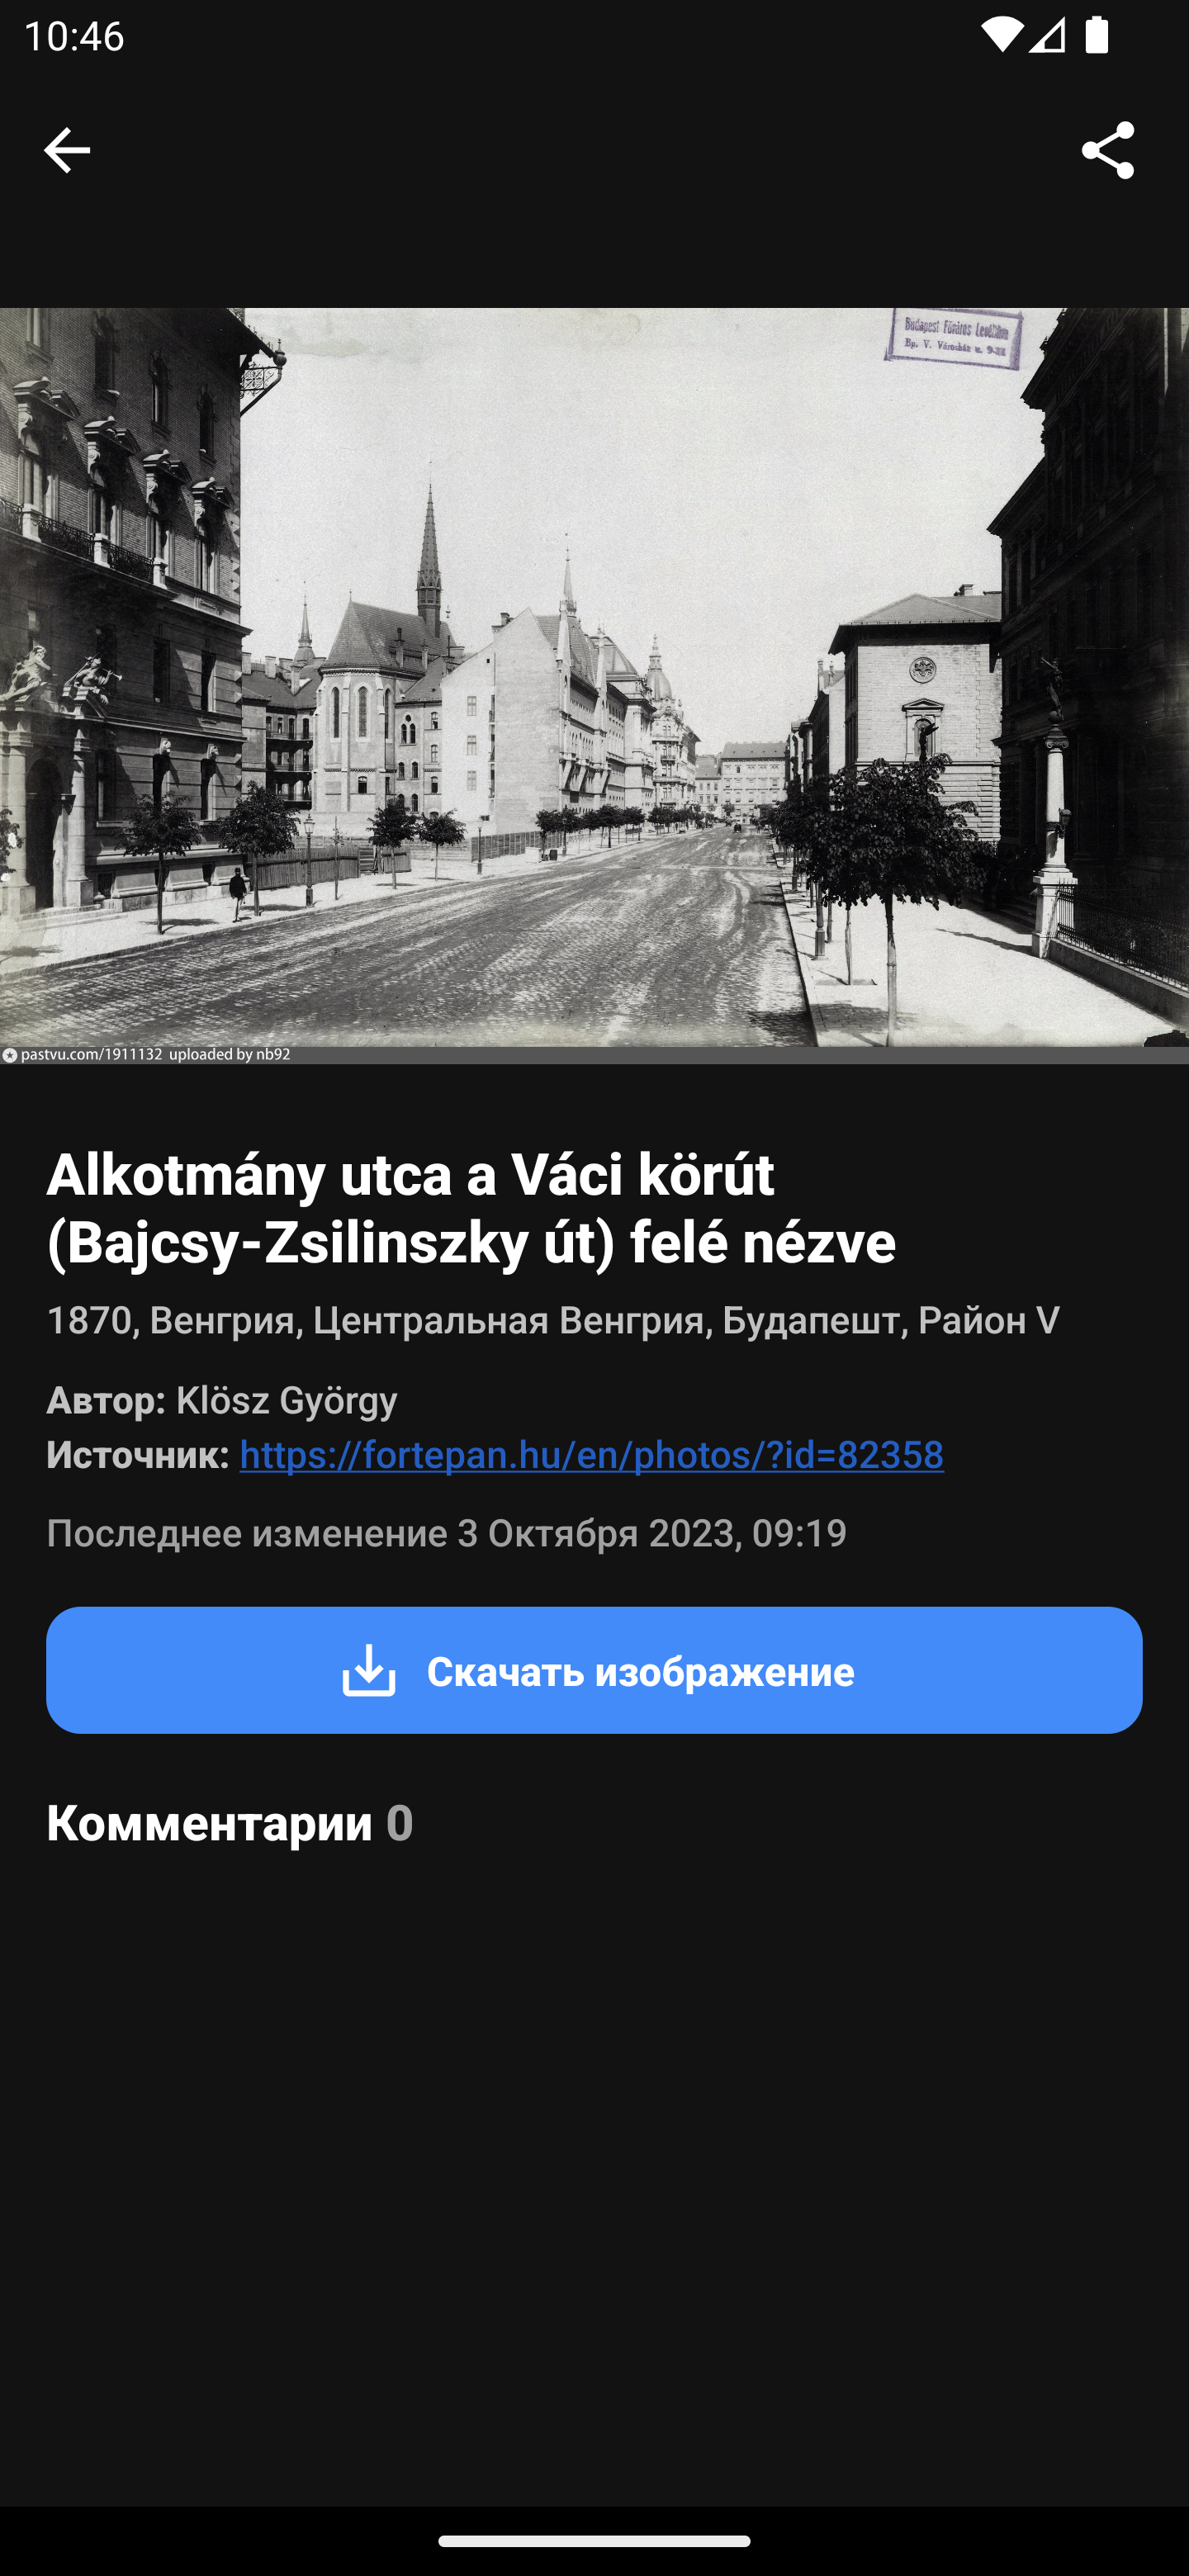 10:46
Budapest Főváros Levéltára
Bp. V. Városház u. 9-11
pastvu.com/1911132 uploaded by nb92
Alkotmány utca a Váci körút
(Bajcsy-Zsilinszky út) felé nézve
1870, Венгрия, Центральная Венгрия, Будапешт, Район V
Автор: Klösz György
Источник: https://fortepan.hu/en/photos/?id=82358
Последнее изменение 3 Октября 2023, 09:19
Скачать изображение
Комментарии 0